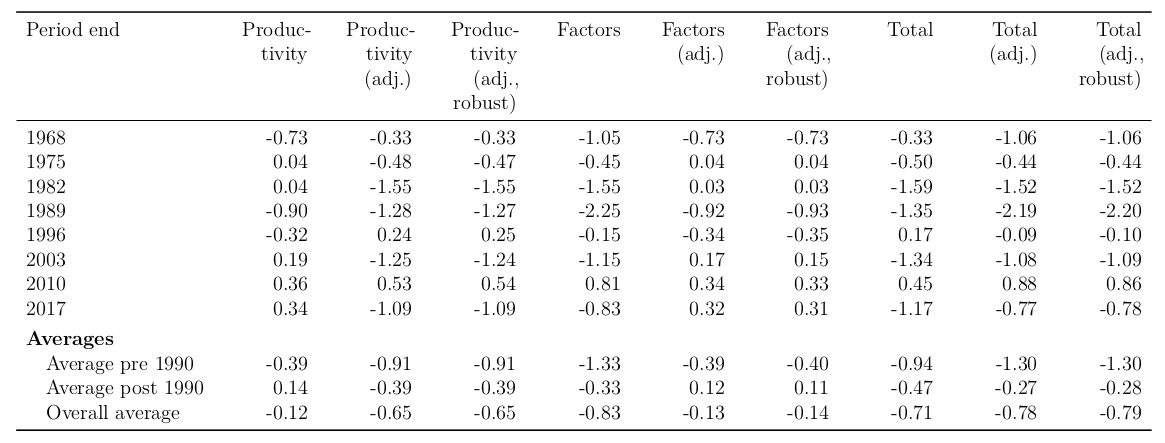 Period end Produc- Produc- Produc- Factors Factors Factors Total Total Total
tivity tivity tivity (adj.) (adj., (adj.) (adj.,
(adj.) (adj., robust) robust)
robust)
1968 -0.73 -0.33 -0.33 -1.05 -0.73 -0.73 -0.33 -1.06 -1.06
1975 0.04 -0.48 -0.47 -0.45 0.04 0.04 -0.50 -0.44 -0.44
1982 0.04 -1.55 -1.55 -1.55 0.03 0.03 -1.59 -1.52 -1.52
1989 -0.90 -1.28 -1.27 -2.25 -0.92 -0.93 -1.35 -2.19 -2.20
1996 -0.32 0.24 0.25 -0.15 -0.34 -0.35 0.17 -0.09 -0.10
2003 0.19 -1.25 -1.24 -1.15 0.17 0.15 -1.34 -1.08 -1.09
2010 0.36 0.53 0.54 0.81 0.34 0.33 0.45 0.88 0.86
2017 0.34 -1.09 -1.09 -0.83 0.32 0.31 -1.17 -0.77 -0.78
Averages
Average pre 1990 -0.39 -0.91 -0.91 -1.33 -0.39 -0.40 -0.94 -1.30 -1.30
Average post 1990 0.14 -0.39 -0.39 -0.33 0.12 0.11 -0.47 -0.27 -0.28
Overall average -0.12 -0.65 -0.65 -0.83 -0.13 -0.14 -0.71 -0.78 -0.79